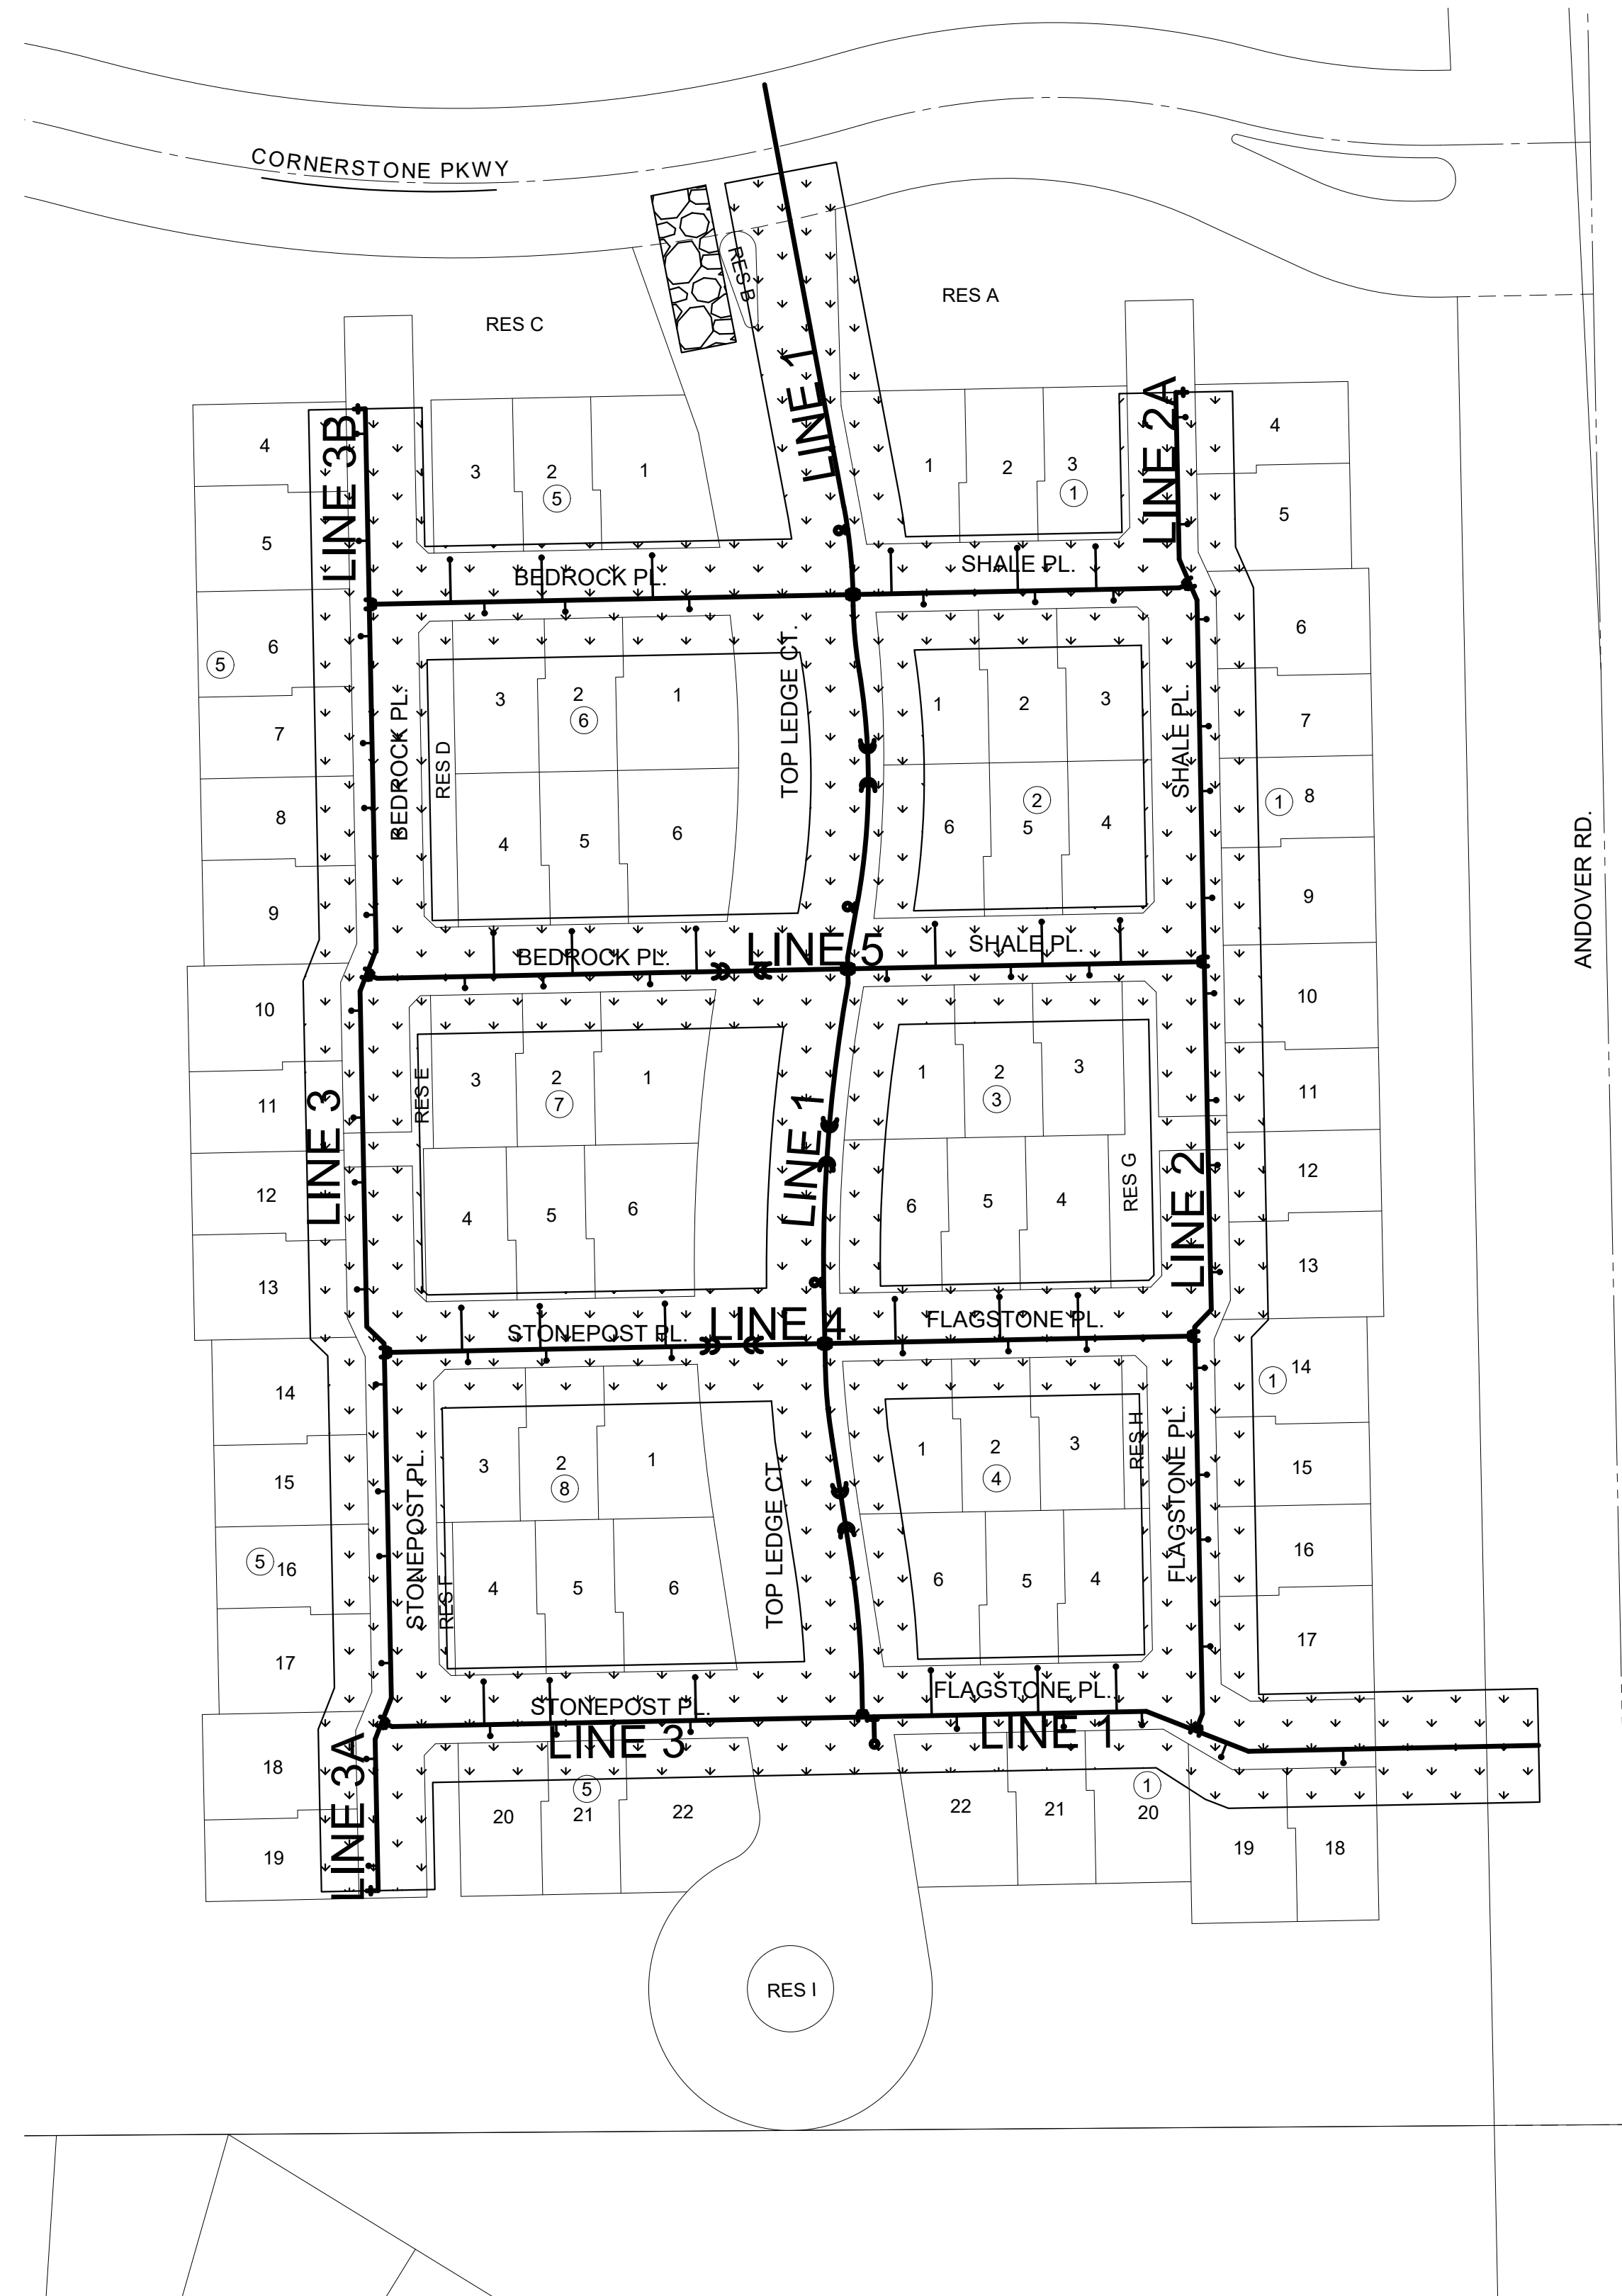 CORNERSTONE PKWY
RES B
RES A
RES C
LINE 1
LINE 3B
LINE 2A
4
3
2
1
5
1
2
3
1
4
5
5
BEDROCK PL.
SHALE PL.
6
5
3
2
1
6
TOP LEDGE CT.
1
2
3
6
7
BEDROCK PL.
RES D
SHALE PL.
7
8
4
5
6
6
5
2
4
1
8
ANDOVER RD.
9
9
BEDROCK PL.
LINE 5
SHALE PL.
10
10
RES E
3
2
1
7
1
2
3
3
11
LINE 3
LINE 1
11
12
4
5
6
6
5
4
RES G
LINE 2
12
13
13
STONEPOST PL.
LINE 4
FLAGSTONE PL.
14
1
14
3
2
1
8
1
2
3
4
RES H
15
STONEPOST PL.
TOP LEDGE CT.
FLAGSTONE PL.
15
5
16
RES F
4
5
6
6
5
4
16
17
17
STONEPOST PL.
FLAGSTONE PL.
LINE 3
LINE 1
18
LINE 3A
5
1
20
21
22
22
21
20
19
19
18
RES I